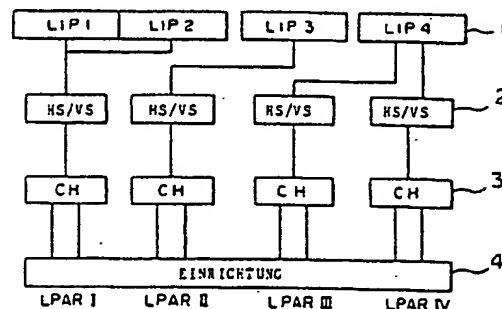 LIP 1 LIP 2 LIP 3 LIP 4 1
HS/VS HS/VS HS/VS HS/VS 2
CH CH CH CH 3
EINRICHTUNG 4
LPAR I LPAR II LPAR III LPAR IV